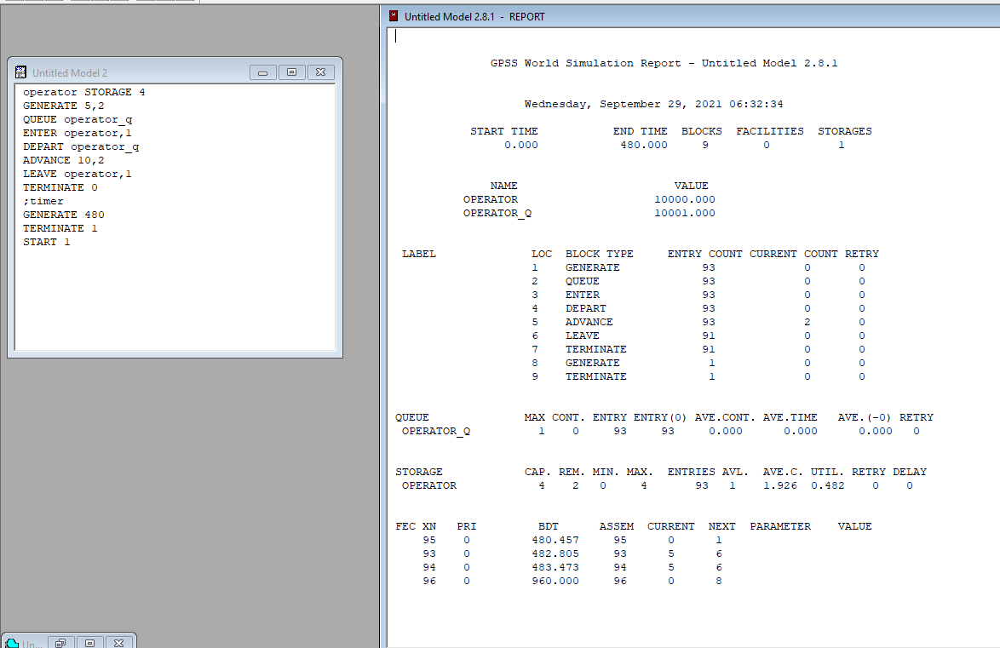 Untitled Model 2
operator STORAGE 4
GENERATE 5,2
QUEUE operator_q
ENTER operator,1
DEPART operator_q
ADVANCE 10,2
LEAVE operator,1
TERMINATE 0
;timer
GENERATE 480
TERMINATE 1
START 1
Un...
Untitled Model 2.8.1 - REPORT
GPSS World Simulation Report - Untitled Model 2.8.1
Wednesday, September 29, 2021 06:32:34
START TIME END TIME BLOCKS FACILITIES STORAGES
0.000 480.000 9 0 1
NAME VALUE
OPERATOR 10000.000
OPERATOR_Q 10001.000
LABEL LOC BLOCK TYPE ENTRY COUNT CURRENT COUNT RETRY
1 GENERATE 93 0 0
2 QUEUE 93 0 0
3 ENTER 93 0 0
4 DEPART 93 0 0
5 ADVANCE 93 2 0
6 LEAVE 91 0 0
7 TERMINATE 91 0 0
8 GENERATE 1 0 0
9 TERMINATE 1 0 0
QUEUE MAX CONT. ENTRY ENTRY(0) AVE.CONT. AVE.TIME AVE.(-0) RETRY
OPERATOR_Q 1 0 93 93 0.000 0.000 0.000 0
STORAGE CAP. REM. MIN. MAX. ENTRIES AVL. AVE.C. UTIL. RETRY DELAY
OPERATOR 4 2 0 4 93 1 1.926 0.482 0 0
FEC XN PRI BDT ASSEM CURRENT NEXT PARAMETER VALUE
95 0 480.457 95 0 1
93 0 482.805 93 5 6
94 0 483.473 94 5 6
96 0 960.000 96 0 8